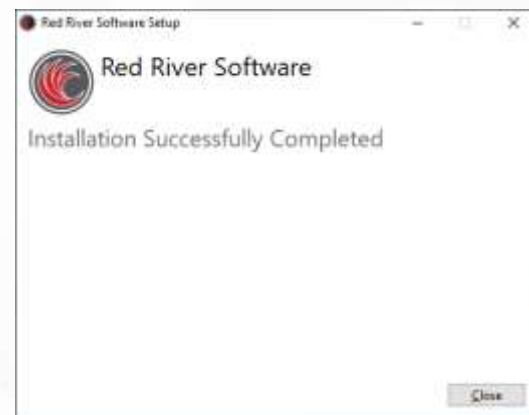 Red River Software Setup
Red River Software
Installation Successfully Completed
Close